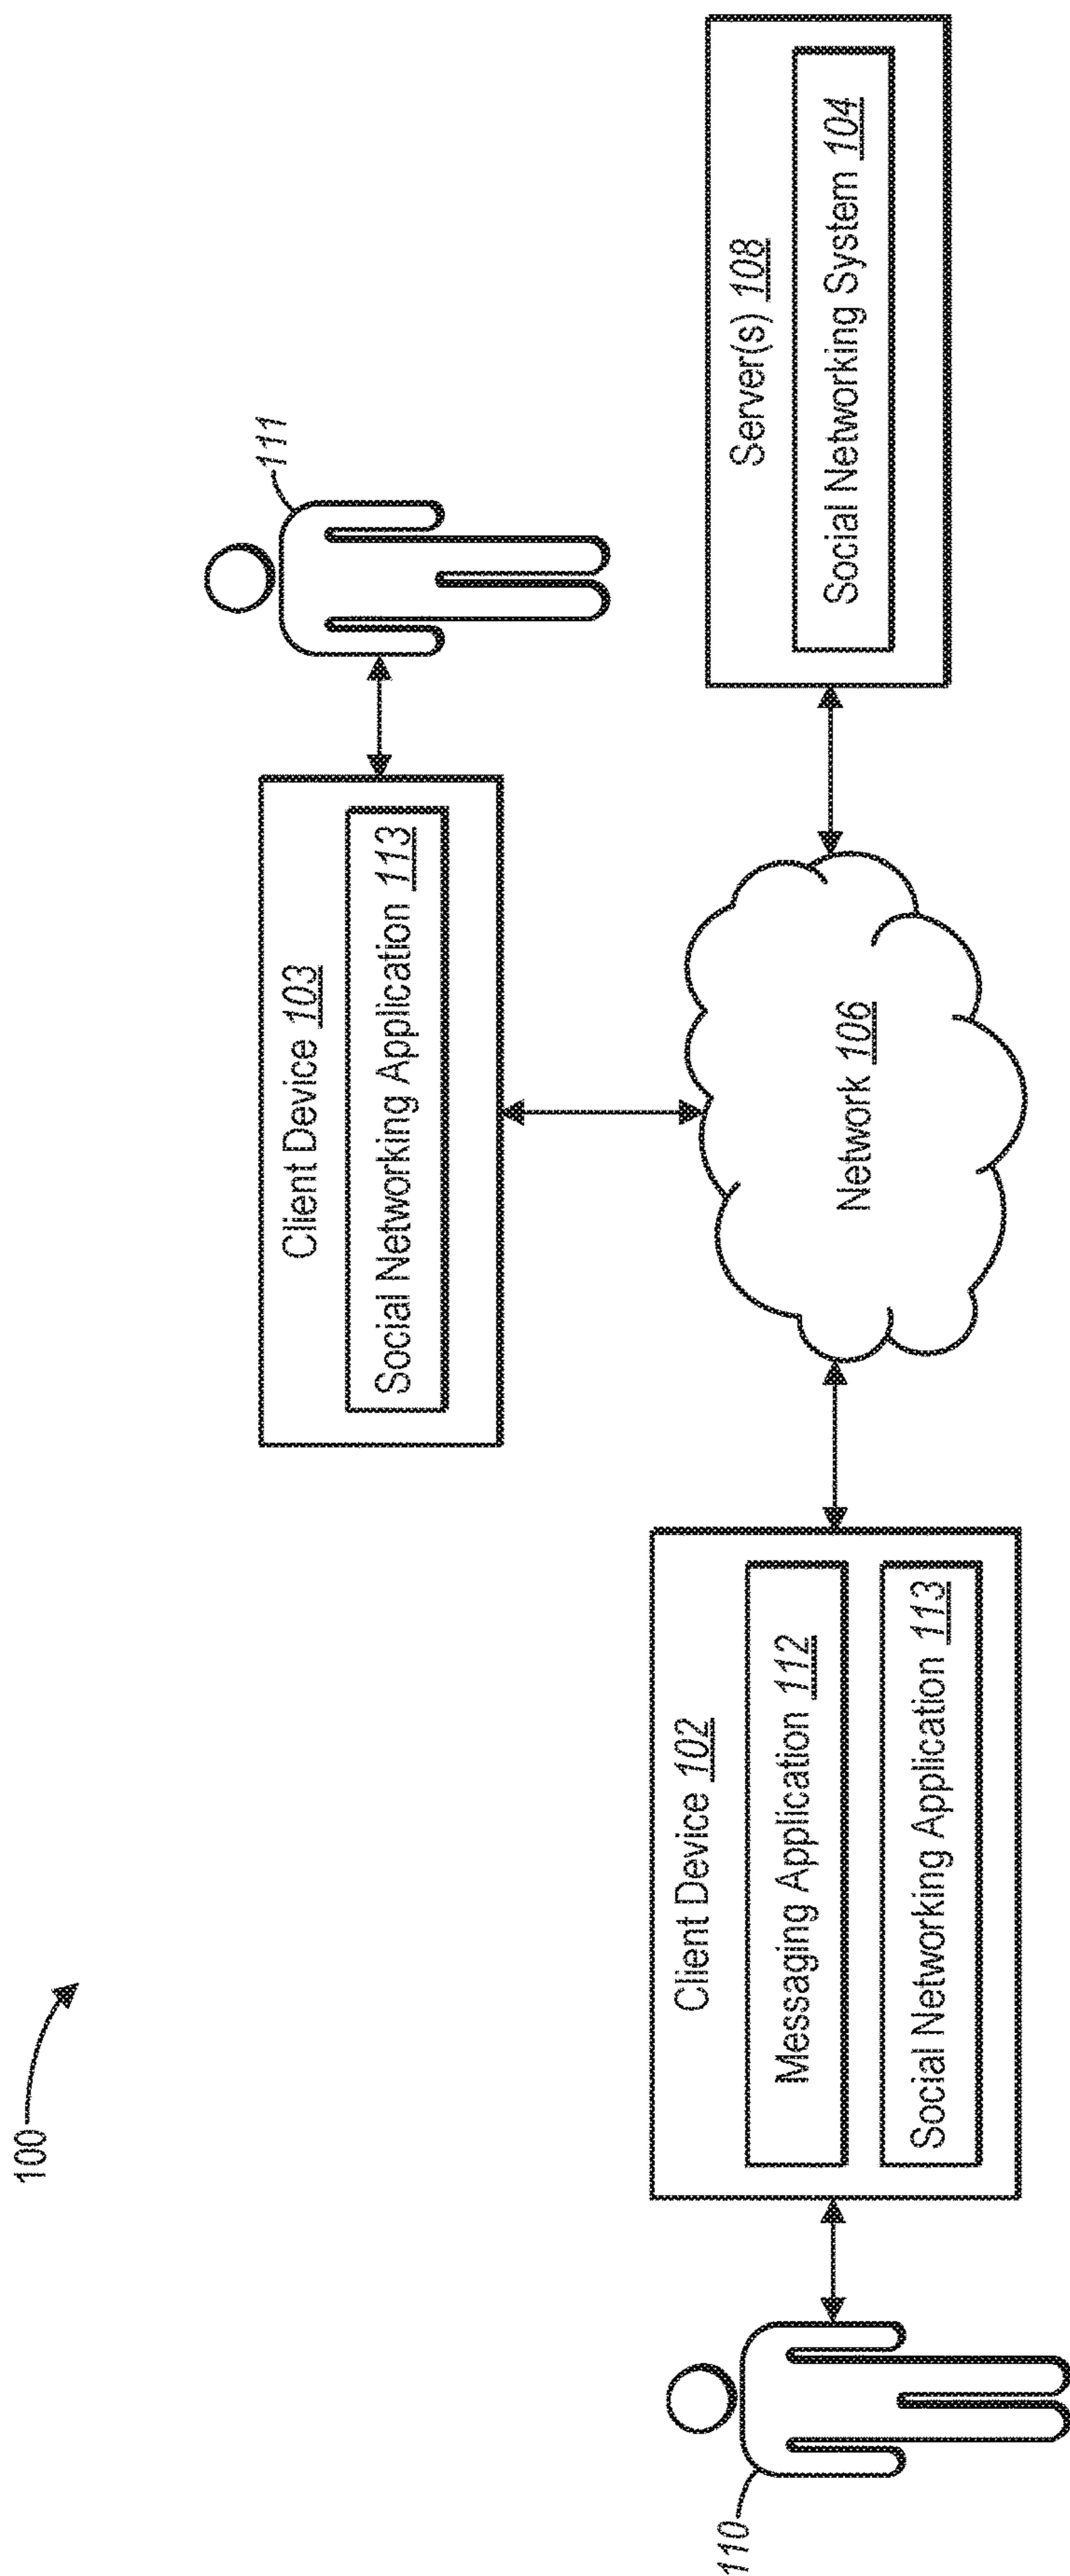 100
111
Client Device 103
Social Networking Application 113
110
Client Device 102
Messaging Application 112
Social Networking Application 113
Network 106
Server(s) 108
Social Networking System 104